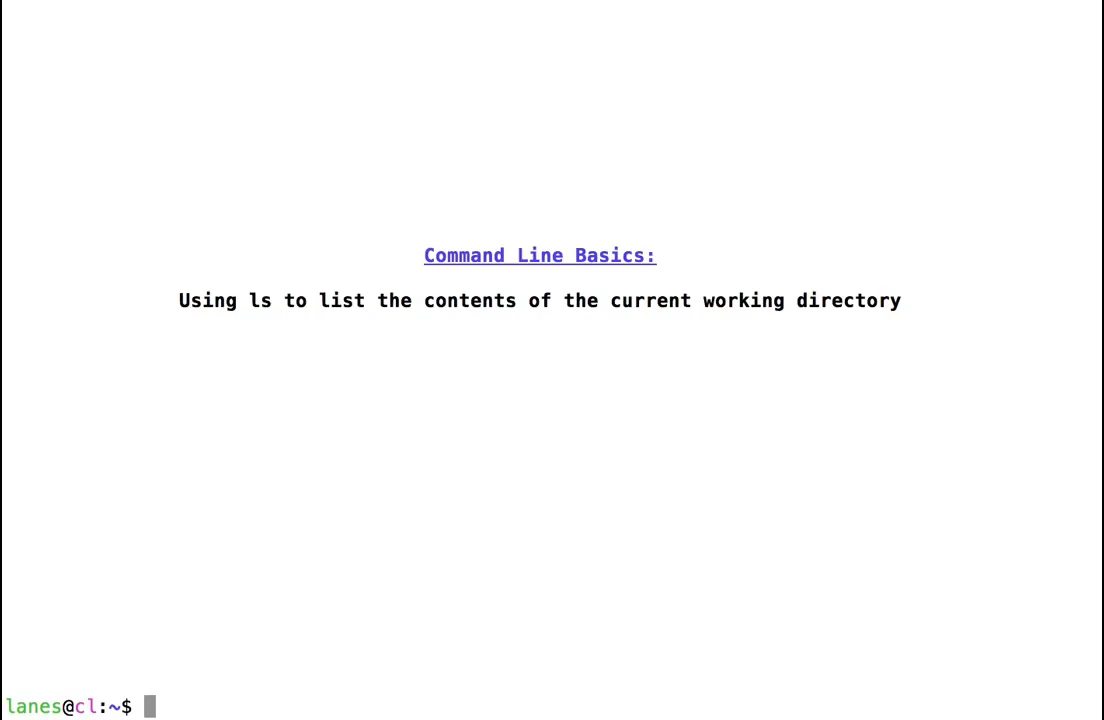 Command Line Basics:
Using ls to list the contents of the current working directory
lanes@cl:~$